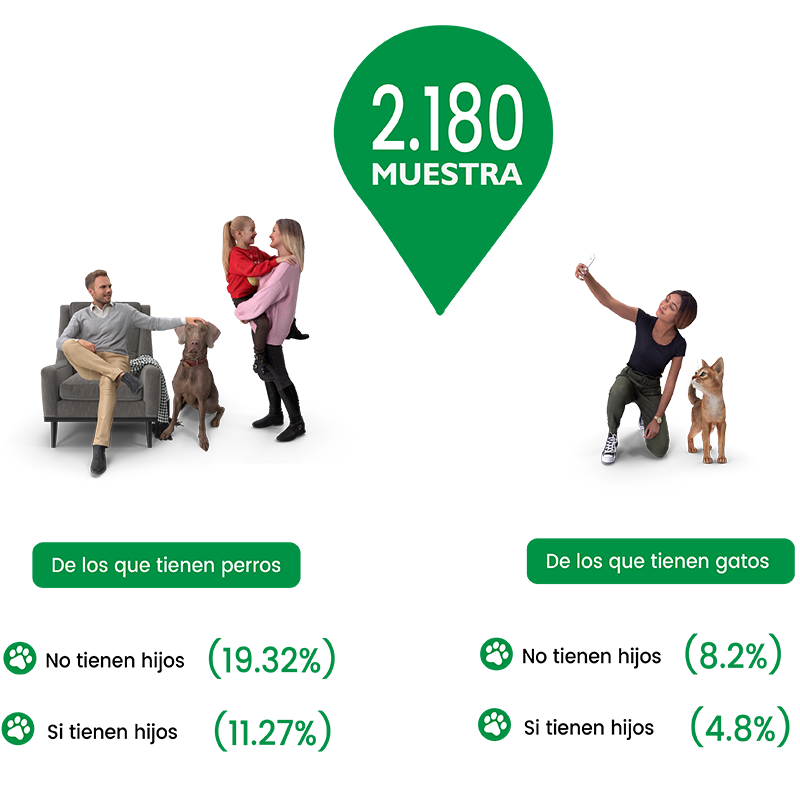 2.180
MUESTRA
De los que tienen perros
No tienen hijos (19.32%)
Si tienen hijos (11.27%)
De los que tienen gatos
No tienen hijos (8.2%)
Si tienen hijos (4.8%)